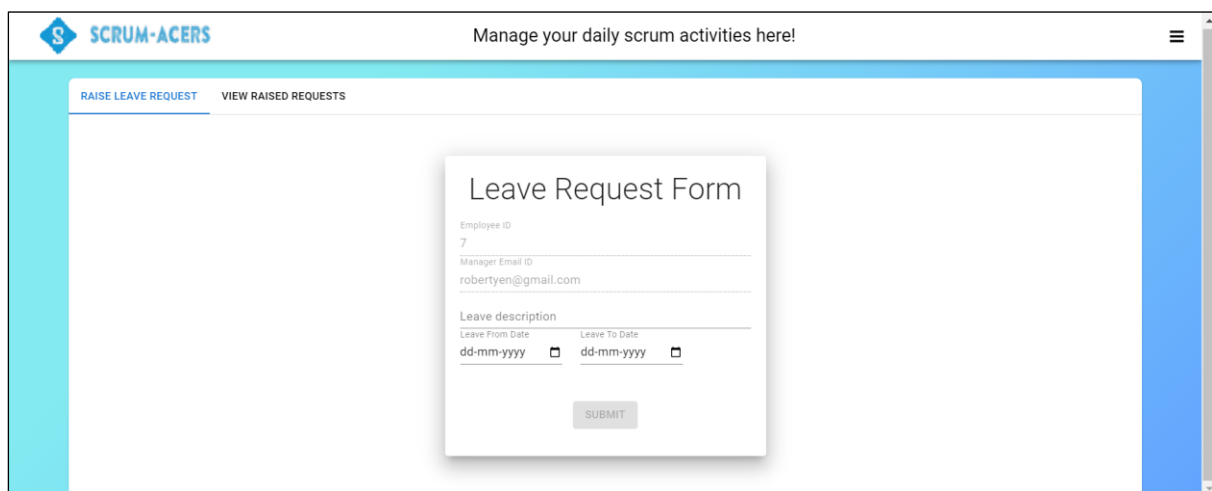 S SCRUM-ACERS Manage your daily scrum activities here!
RAISE LEAVE REQUEST VIEW RAISED REQUESTS
Leave Request Form
Employee ID
7
Manager Email ID
robertyen@gmail.com
Leave description
Leave From Date Leave To Date
dd-mm-yyyy dd-mm-yyyy
SUBMIT